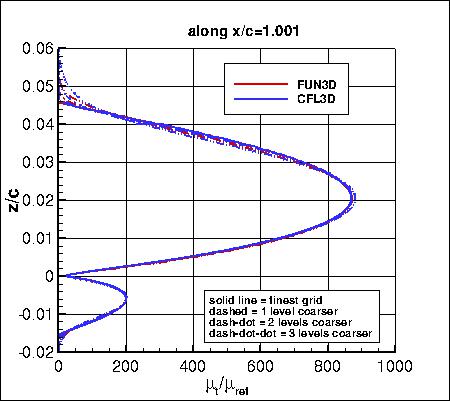 along x/c=1.001
0.06
0.05
0.04
0.03
0.02
0.01
0
-0.01
-0.02
z/c
FUN3D
CFL3D
solid line = finest grid
dashed = 1 level coarser
dash-dot = 2 levels coarser
dash-dot-dot = 3 levels coarser
0 200 400 600 800 1000
μt/μref